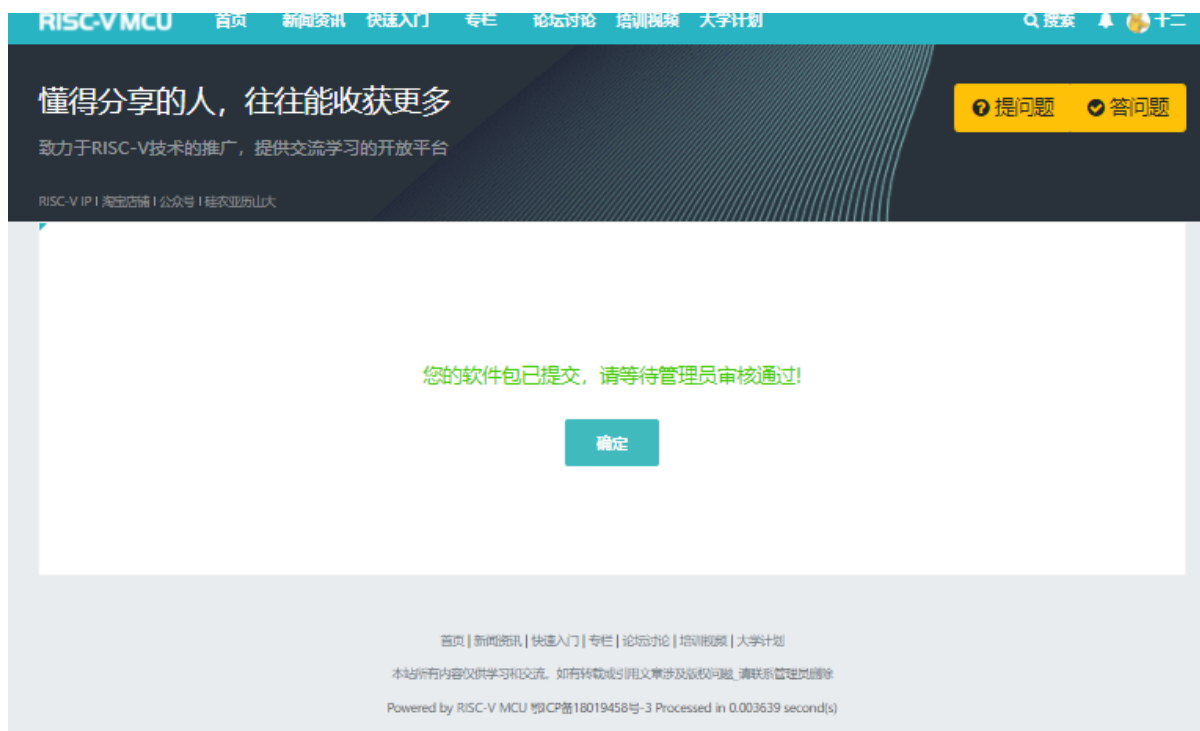 RISC-V MCU 首页 新闻资讯 快速入门 专栏 论坛讨论 培训视频 大学计划 搜索 十二
懂得分享的人，往往能收获更多
提问题 答问题
致力于RISC-V技术的推广，提供交流学习的开放平台
RISC-V IP | 淘宝店铺 | 公众号 | 硅农亚历山大
您的软件包已提交，请等待管理员审核通过!
确定
首页 | 新闻资讯 | 快速入门 | 专栏 | 论坛讨论 | 培训视频 | 大学计划
本站所有内容仅供学习和交流，如有转载或引用文章涉及版权问题_请联系管理员删除
Powered by RISC-V MCU 鄂ICP备18019458号-3 Processed in 0.003639 second(s)